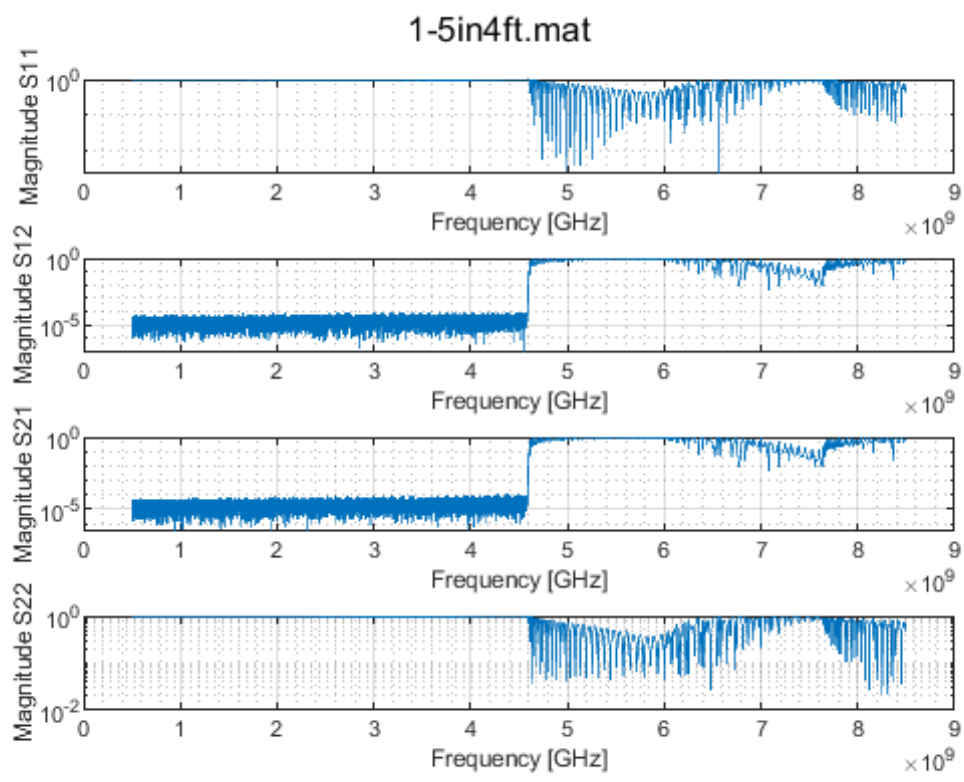 1-5in4ft.mat
Magnitude S11
10^0
0 1 2 3 4 5 6 7 8 9
Frequency [GHz]
×10^9
Magnitude S12
10^0
10^-5
0 1 2 3 4 5 6 7 8 9
Frequency [GHz]
×10^9
Magnitude S21
10^0
10^-5
0 1 2 3 4 5 6 7 8 9
Frequency [GHz]
×10^9
Magnitude S22
10^0
10^-2
0 1 2 3 4 5 6 7 8 9
Frequency [GHz]
×10^9